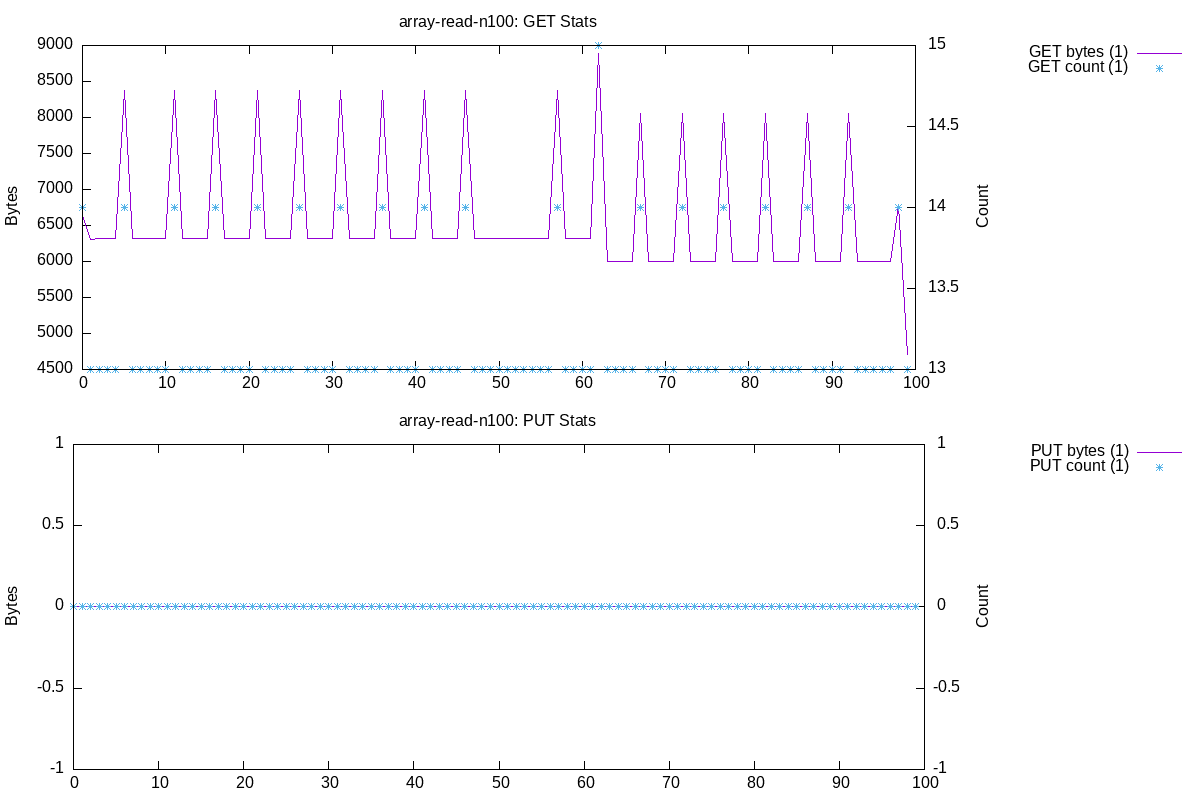 array-read-n100: GET Stats
9000
8500
8000
7500
7000
6500
6000
5500
5000
4500
Bytes
15
14.5
14
13.5
13
Count
0 10 20 30 40 50 60 70 80 90 100
GET bytes (1)
GET count (1)
array-read-n100: PUT Stats
1
0.5
0
-0.5
-1
Bytes
1
0.5
0
-0.5
-1
Count
0 10 20 30 40 50 60 70 80 90 100
PUT bytes (1)
PUT count (1)